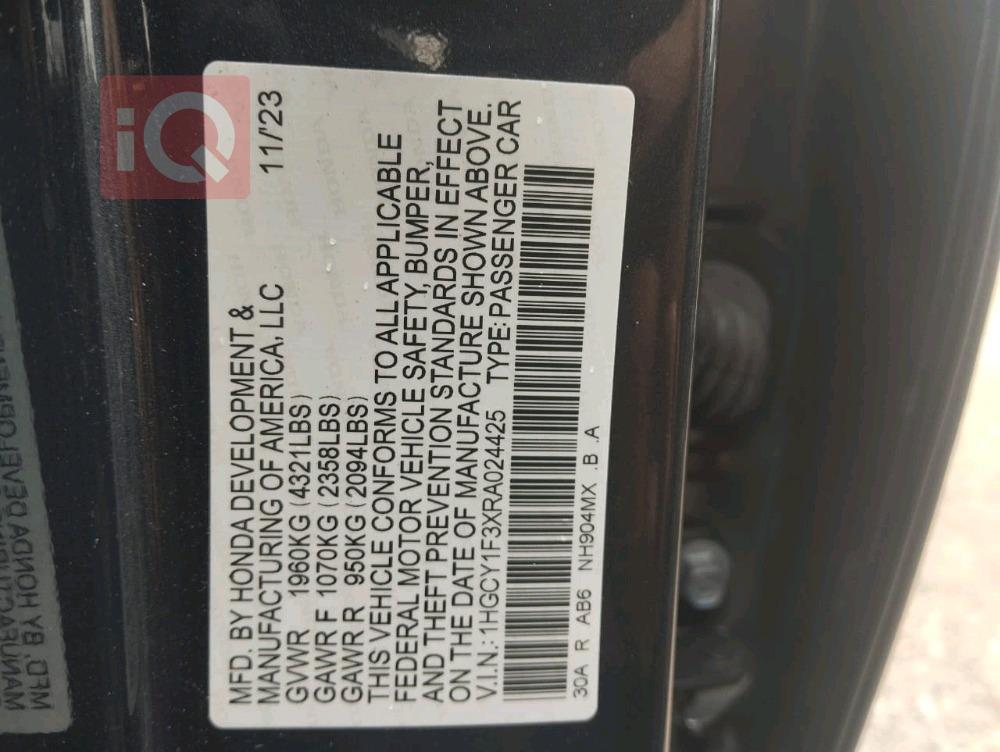 iQ
MFD. BY HONDA DEVELOPMENT &
MANUFACTURING OF AMERICA, LLC 11/'23
GVWR 1960KG (4321LBS)
GAWR F 1070KG (2358LBS)
GAWR R 950KG (2094LBS)
THIS VEHICLE CONFORMS TO ALL APPLICABLE
FEDERAL MOTOR VEHICLE SAFETY, BUMPER,
AND THEFT PREVENTION STANDARDS IN EFFECT
ON THE DATE OF MANUFACTURE SHOWN ABOVE.
V.I.N.: 1HGCY1F3XRA024425 TYPE: PASSENGER CAR
30A R AB6 NH904MX .B .A